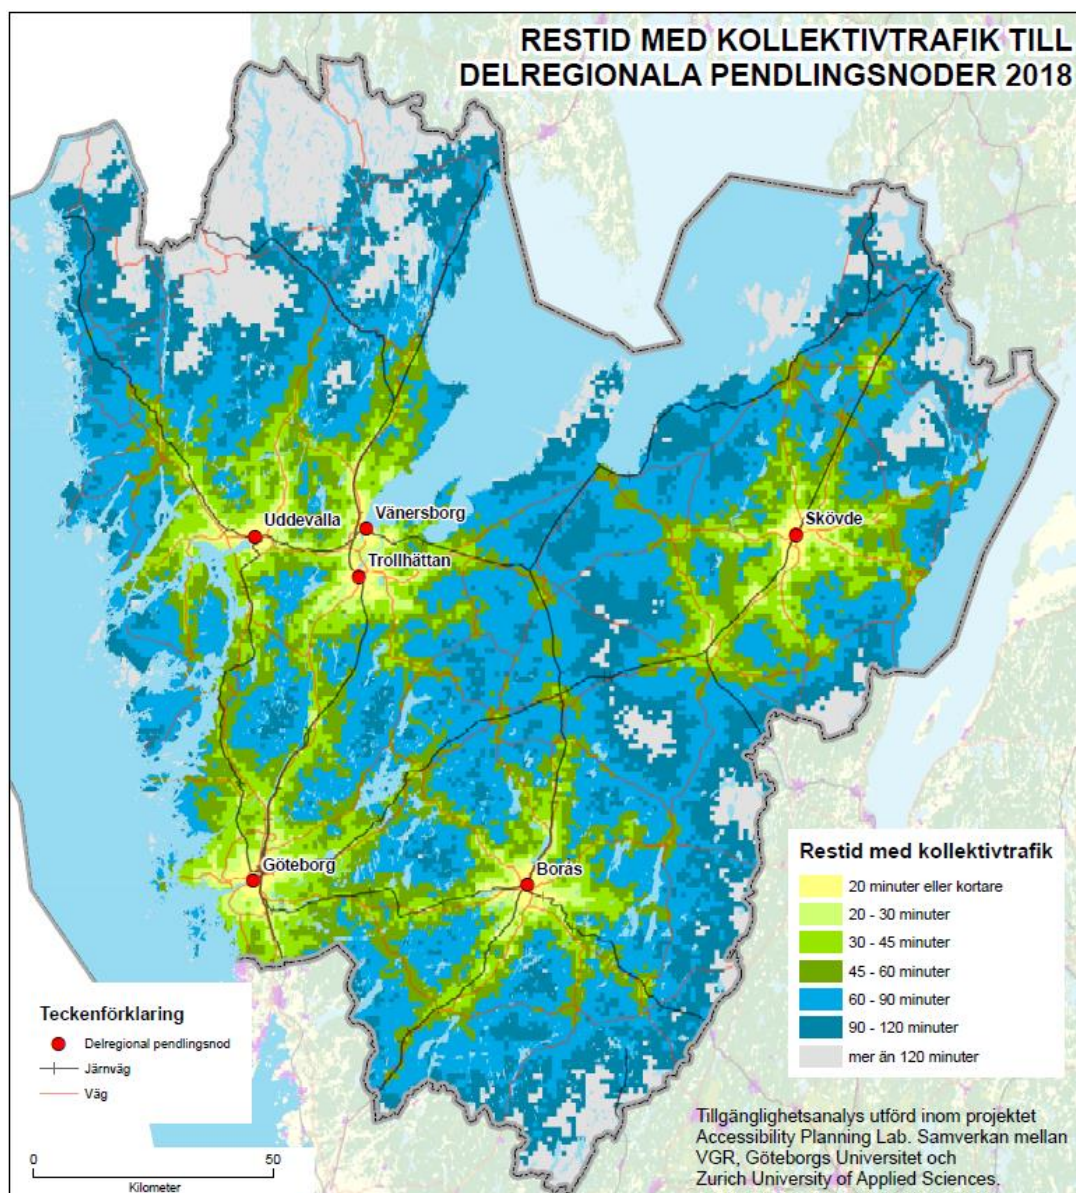 RESTID MED KOLLEKTIVTRAFIK TILL
DELREGIONALA PENDLINGSNODER 2018
Uddevalla
Vänersborg
Trollhättan
Skövde
Göteborg
Borås
Restid med kollektivtrafik
20 minuter eller kortare
20 - 30 minuter
30 - 45 minuter
45 - 60 minuter
60 - 90 minuter
90 - 120 minuter
mer än 120 minuter
Teckenförklaring
Delregional pendlingsnod
Järnväg
Väg
0 50
Kilometer
Tillgänglighetsanalys utförd inom projektet
Accessibility Planning Lab. Samverkan mellan
VGR, Göteborgs Universitet och
Zurich University of Applied Sciences.